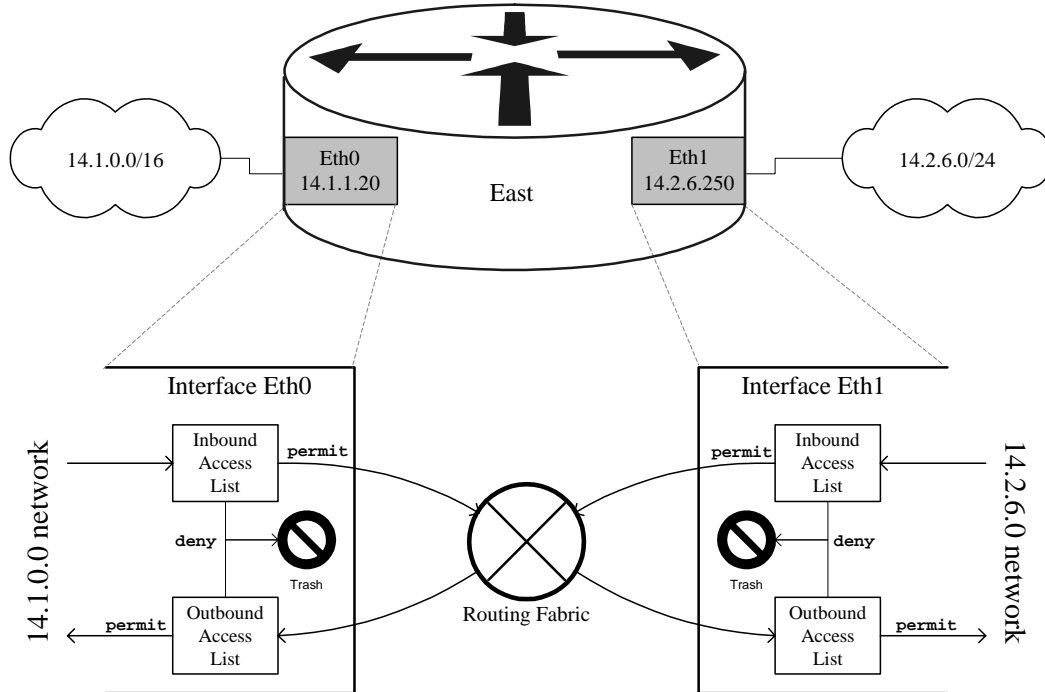 14.1.0.0/16
Eth0
14.1.1.20
East
Eth1
14.2.6.250
14.2.6.0/24
Interface Eth0
Interface Eth1
14.1.0.0 network
Inbound
Access
List
permit
deny
Trash
Outbound
Access
List
permit
Routing Fabric
permit
Inbound
Access
List
deny
Trash
Outbound
Access
List
permit
14.2.6.0 network